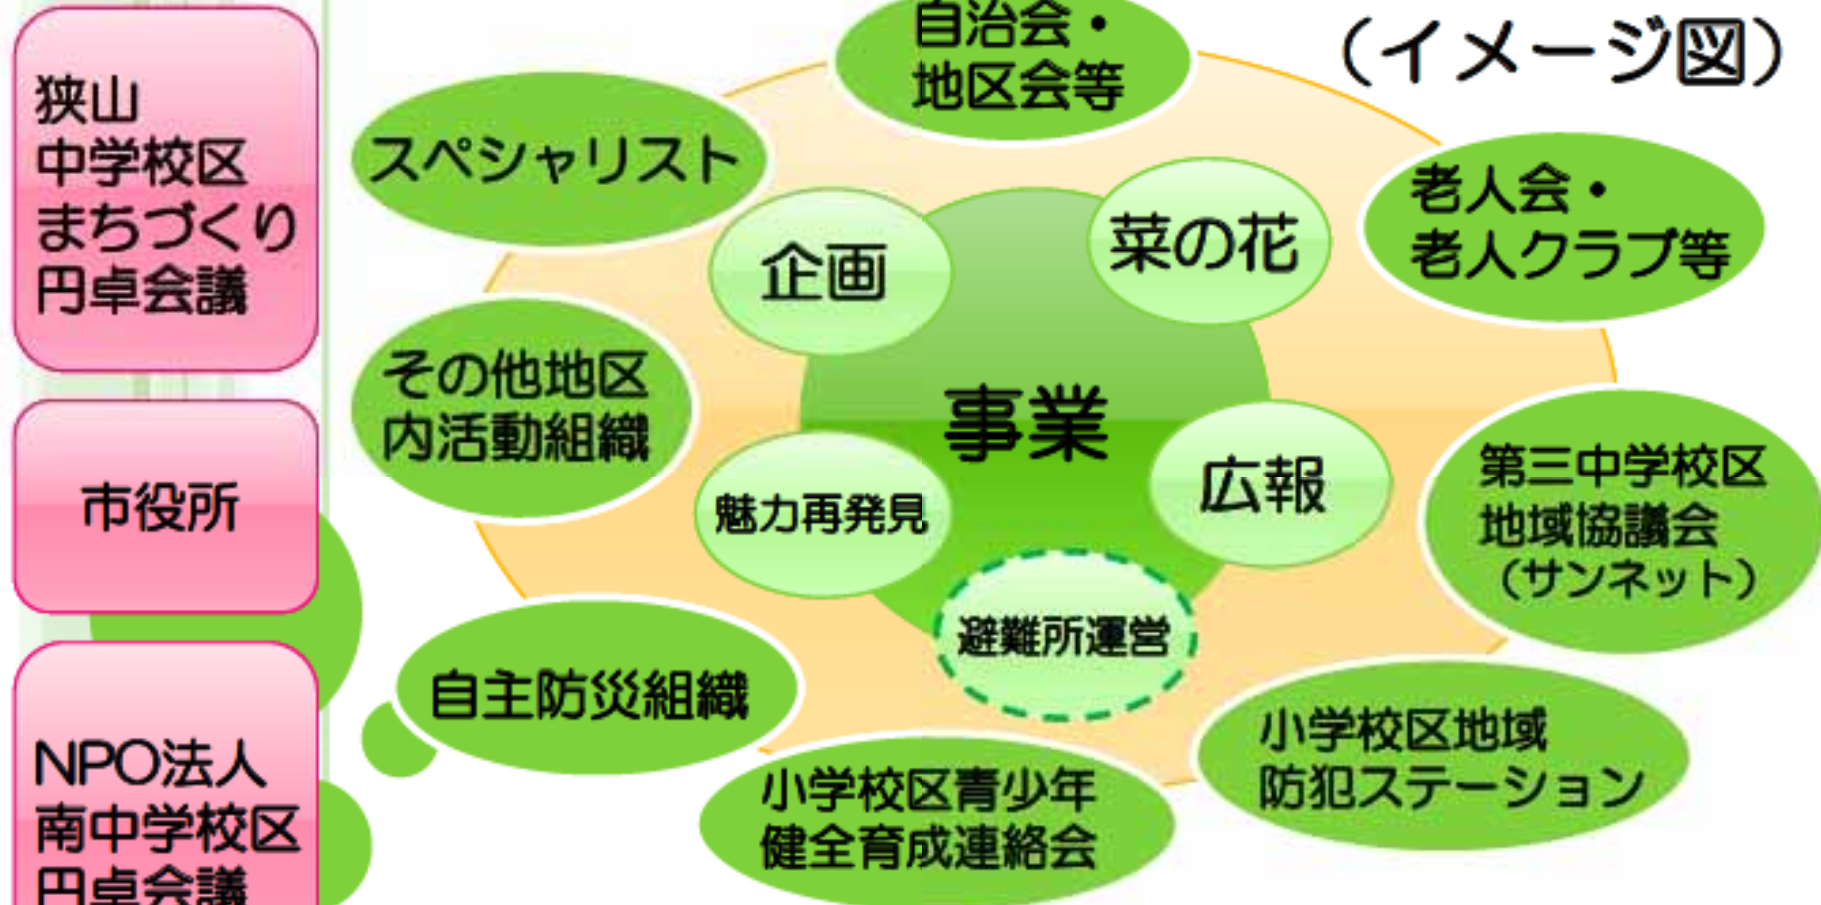 (イメージ図)
狭山
中学校区
まちづくり
円卓会議
市役所
NPO法人
南中学校区
円卓会議
自治会・
地区会等
スペシャリスト
老人会・
老人クラブ等
企画
菜の花
その他地区
内活動組織
事業
魅力再発見
広報
第三中学校区
地域協議会
(サンネット)
避難所運営
自主防災組織
小学校区青少年
健全育成連絡会
小学校区地域
防犯ステーション